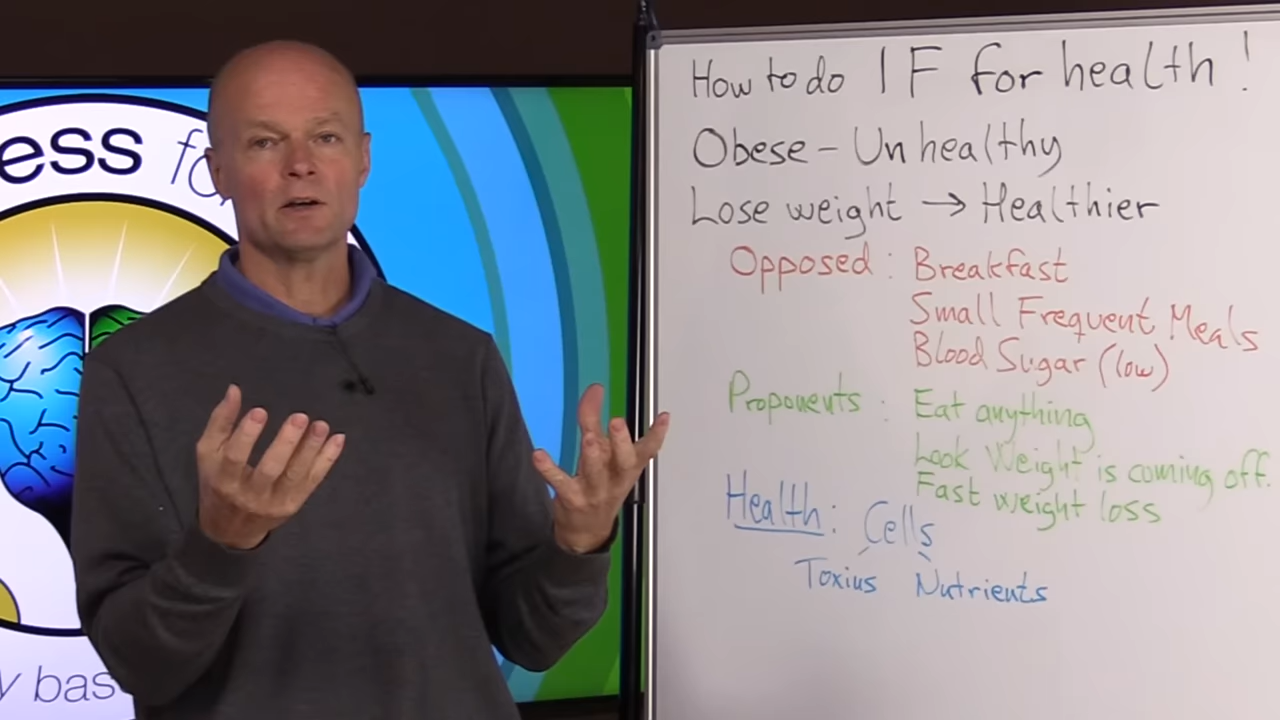 ess fo
y bas
How to do IF for health!
Obese - Unhealthy
Lose weight → Healthier
Opposed: Breakfast
Small Frequent Meals
Blood Sugar (low)
Proponents: Eat anything
Look Weight is coming off.
Fast weight loss
Health: Cells
Toxins Nutrients